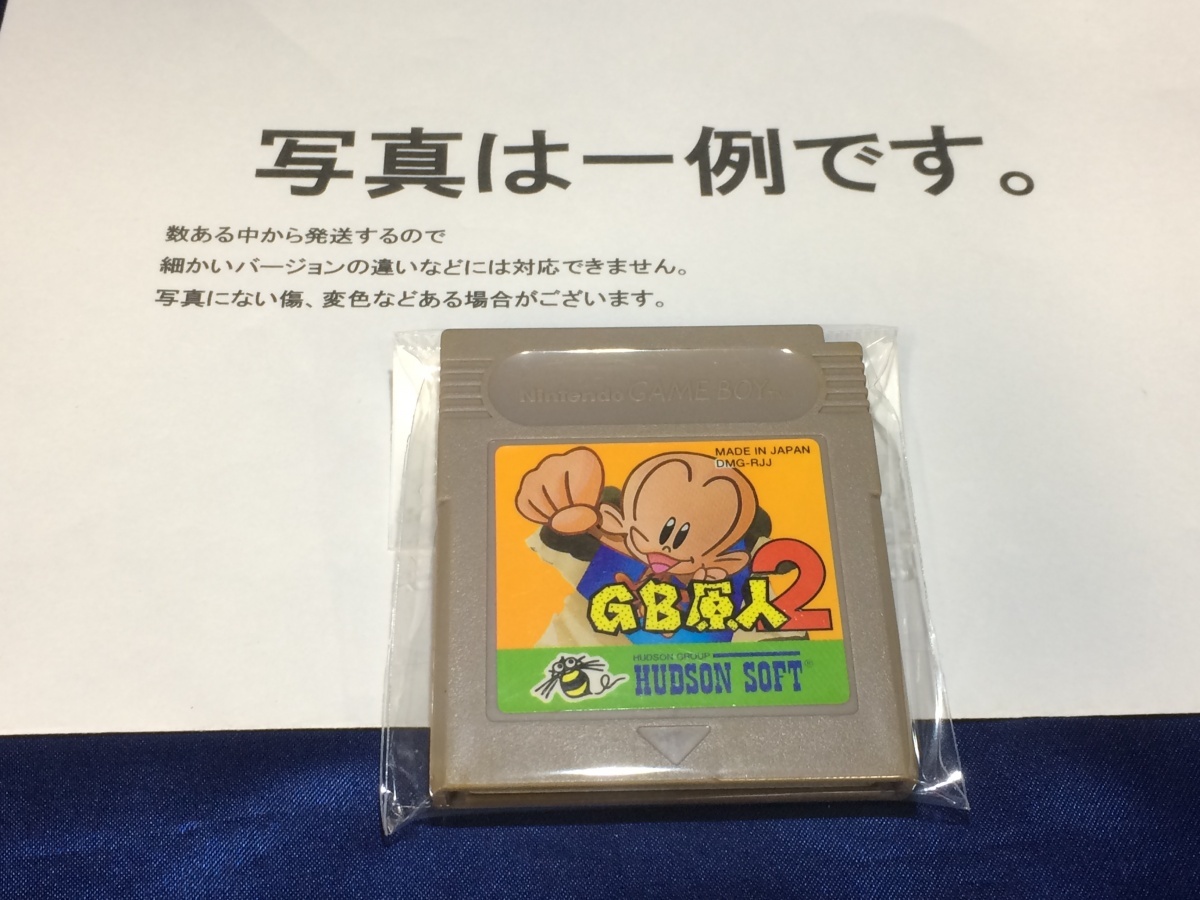 写真は一例です。
数ある中から発送するので
細かいバージョンの違いなどには対応できません。
写真にない傷、変色などある場合がございます。
Nintendo GAME BOY
MADE IN JAPAN
DMG-RJJ
GB原人2
HUDSON GROUP
HUDSON SOFT®